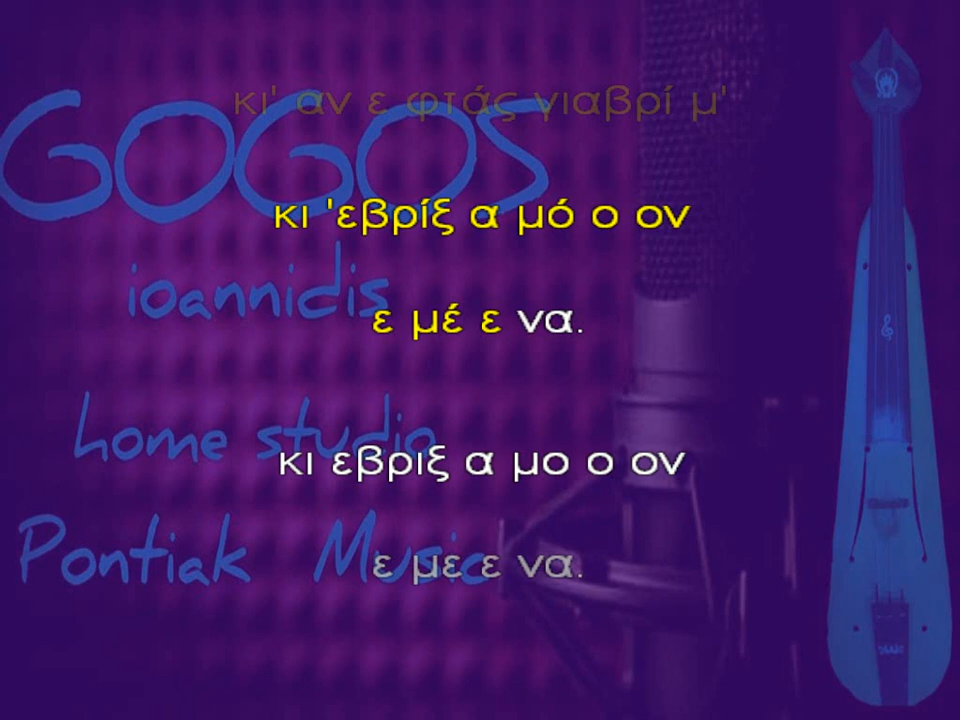 κι' αν ε φτάς γιαβρί μ'
GOGOS
κι 'εβρίξ α μό ο ον
ioannidis
ε μέ ε να.
home studio
κι εβριξ α μο ο ον
Pontiak Music
ε με ε να.